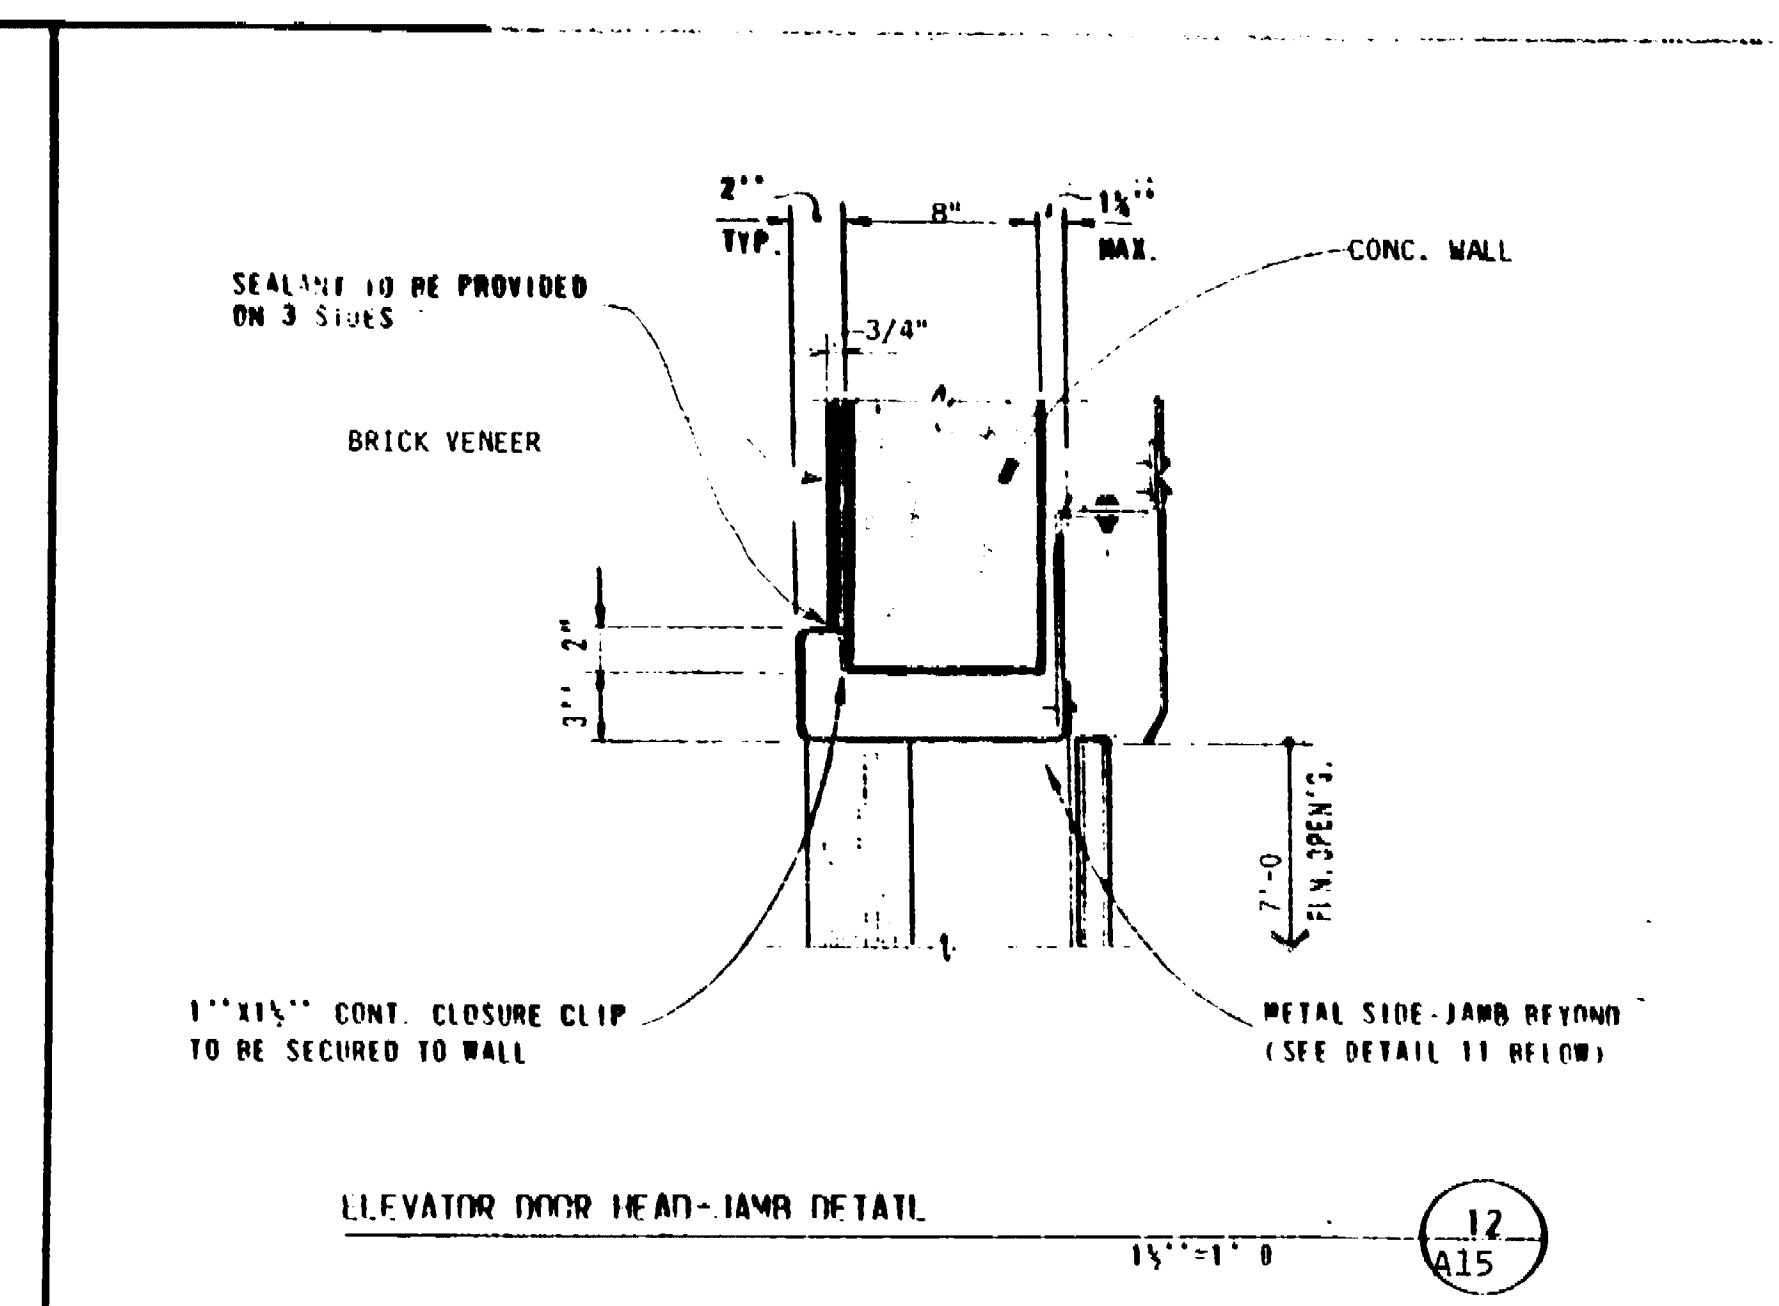 2''
TYP.
8"
1½''
MAX.
CONC. WALL
SEALANT TO BE PROVIDED
ON 3 SIDES
3/4"
BRICK VENEER
2"
3''
7'-0
FIN. OPEN'G.
1''X1½'' CONT. CLOSURE CLIP
TO BE SECURED TO WALL
METAL SIDE-JAMB BEYOND
(SEE DETAIL 11 BELOW)
ELEVATOR DOOR HEAD-JAMB DETAIL
1½''=1' 0
12
A15